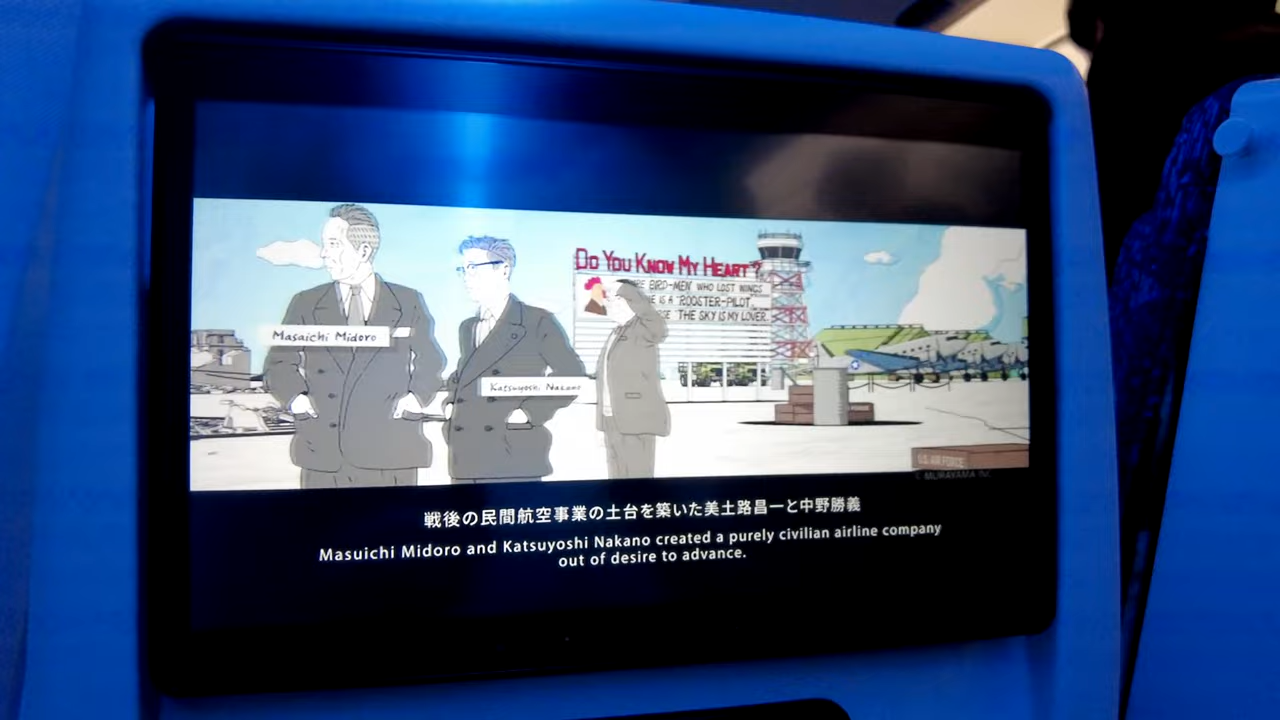 DO YOU KNOW MY HEART?
BIRD-MEN' WHO LOST WINGS
IS A "ROOSTER-PILOT".
'THE SKY IS MY LOVER.
Masaichi Midoro
Katsuyoshi Nakano
U.S. AIR FORCE
© MURAYAMA INC.
戦後の民間航空事業の土台を築いた美土路昌一と中野勝義
Masuichi Midoro and Katsuyoshi Nakano created a purely civilian airline company
out of desire to advance.